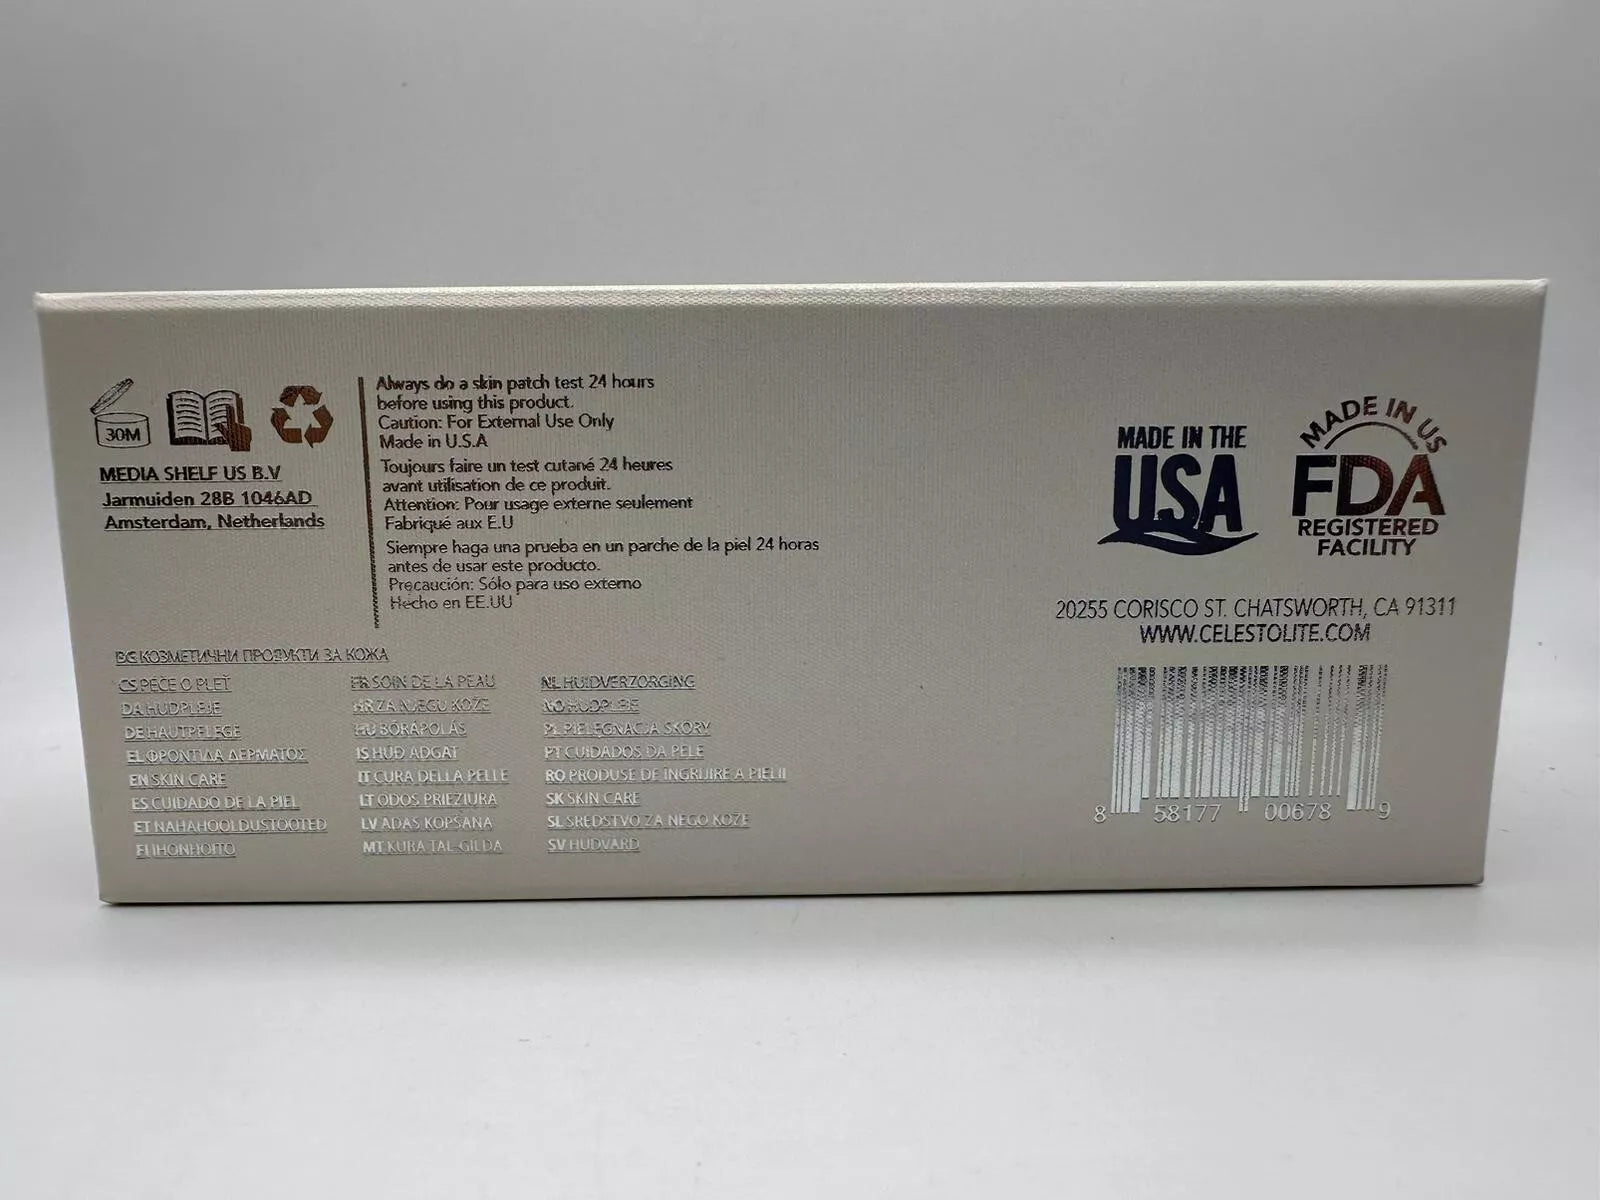 30M
MEDIA SHELF US B.V
Jarmuiden 28B 1046AD
Amsterdam, Netherlands
Always do a skin patch test 24 hours
before using this product.
Caution: For External Use Only
Made in U.S.A
Toujours faire un test cutané 24 heures
avant utilisation de ce produit.
Attention: Pour usage externe seulement
Fabriqué aux E.U
Siempre haga una prueba en un parche de la piel 24 horas
antes de usar este producto.
Precaución: Sólo para uso externo
Hecho en EE.UU
BG КОЗМЕТИЧНИ ПРОДУКТИ ЗА КОЖА
CS PEČE O PLEŤ
DA HUDPLEJE
DE HAUTPFLEGE
EL ΦΡΟΝΤΙΔΑ ΔΕΡΜΑΤΟΣ
EN SKIN CARE
ES CUIDADO DE LA PIEL
ET NAHAHOOLDUSTOOTED
FI IHONHOITO
FR SOIN DE LA PEAU
HR ZA NJEGU KOŽE
HU BŐRÁPOLÁS
IS HUÐ ADGAT
IT CURA DELLA PELLE
LT ODOS PRIEZIURA
LV ADAS KOPŠANA
MT KURA TAL-GILDA
NL HUIDVERZORGING
NO HUDPLEIE
PL PIELĘGNACJA SKÓRY
PT CUIDADOS DA PELE
RO PRODUSE DE INGRIJIRE A PIELII
SK SKIN CARE
SL SREDSTVO ZA NEGO KOŽE
SV HUDVARD
MADE IN THE
USA
MADE IN US
FDA
REGISTERED
FACILITY
20255 CORISCO ST. CHATSWORTH, CA 91311
WWW.CELESTOLITE.COM
8 58177 00678 9